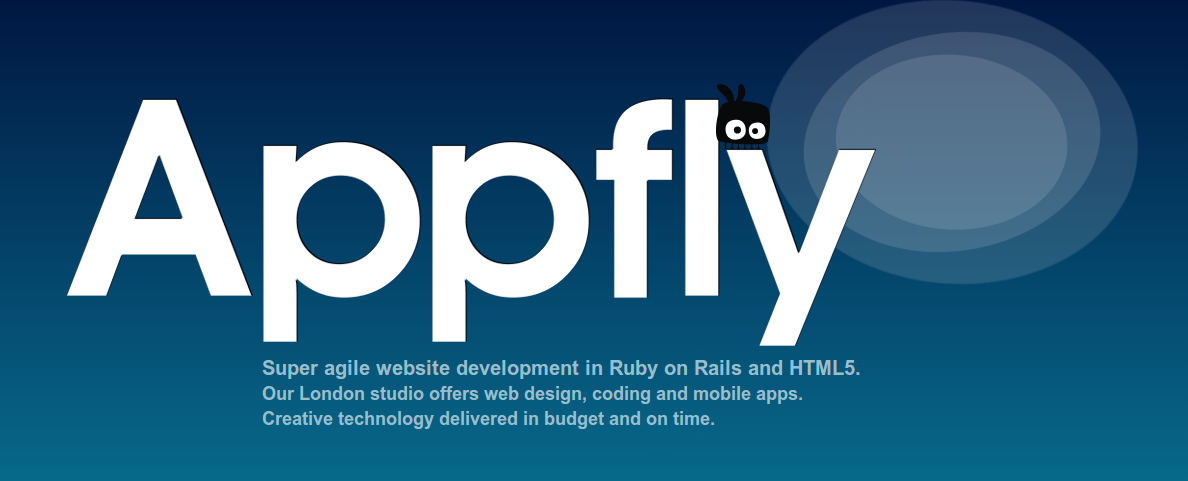 Appfly
Super agile website development in Ruby on Rails and HTML5.
Our London studio offers web design, coding and mobile apps.
Creative technology delivered in budget and on time.